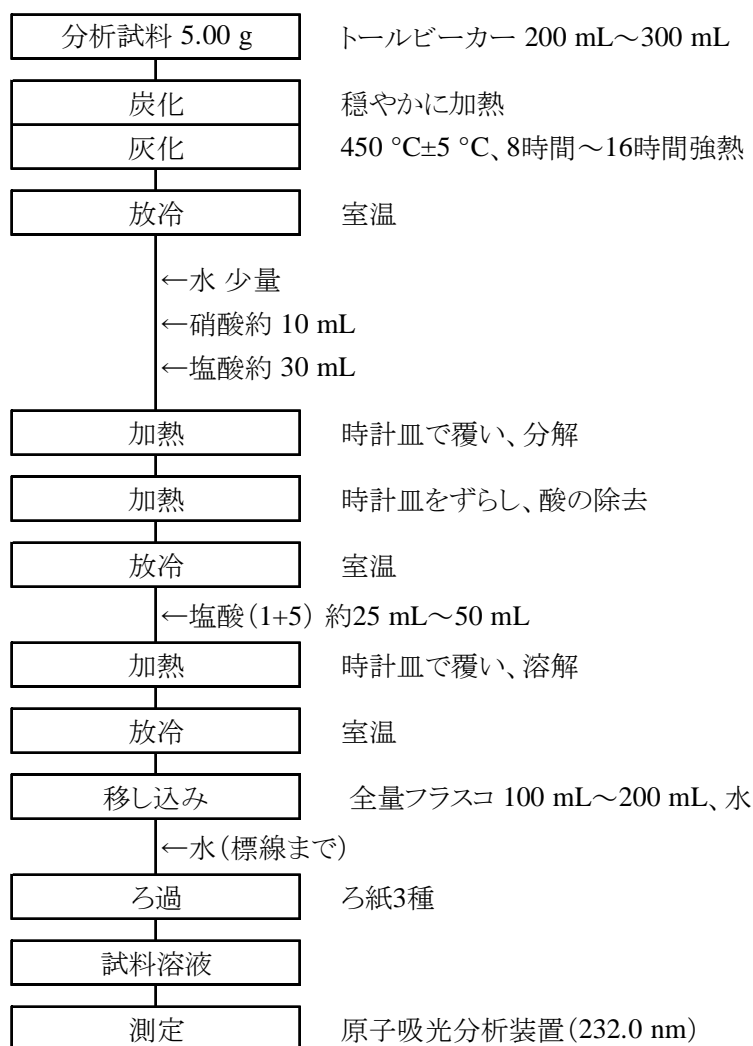 分析試料 5.00 g トールビーカー 200 mL～300 mL
炭化 穏やかに加熱
灰化 450 °C±5 °C、8時間～16時間強熱
放冷 室温
←水 少量
←硝酸約 10 mL
←塩酸約 30 mL
加熱 時計皿で覆い、分解
加熱 時計皿をずらし、酸の除去
放冷 室温
←塩酸（1+5） 約25 mL～50 mL
加熱 時計皿で覆い、溶解
放冷 室温
移し込み 全量フラスコ 100 mL～200 mL、水
←水（標線まで）
ろ過 ろ紙3種
試料溶液
測定 原子吸光分析装置（232.0 nm）